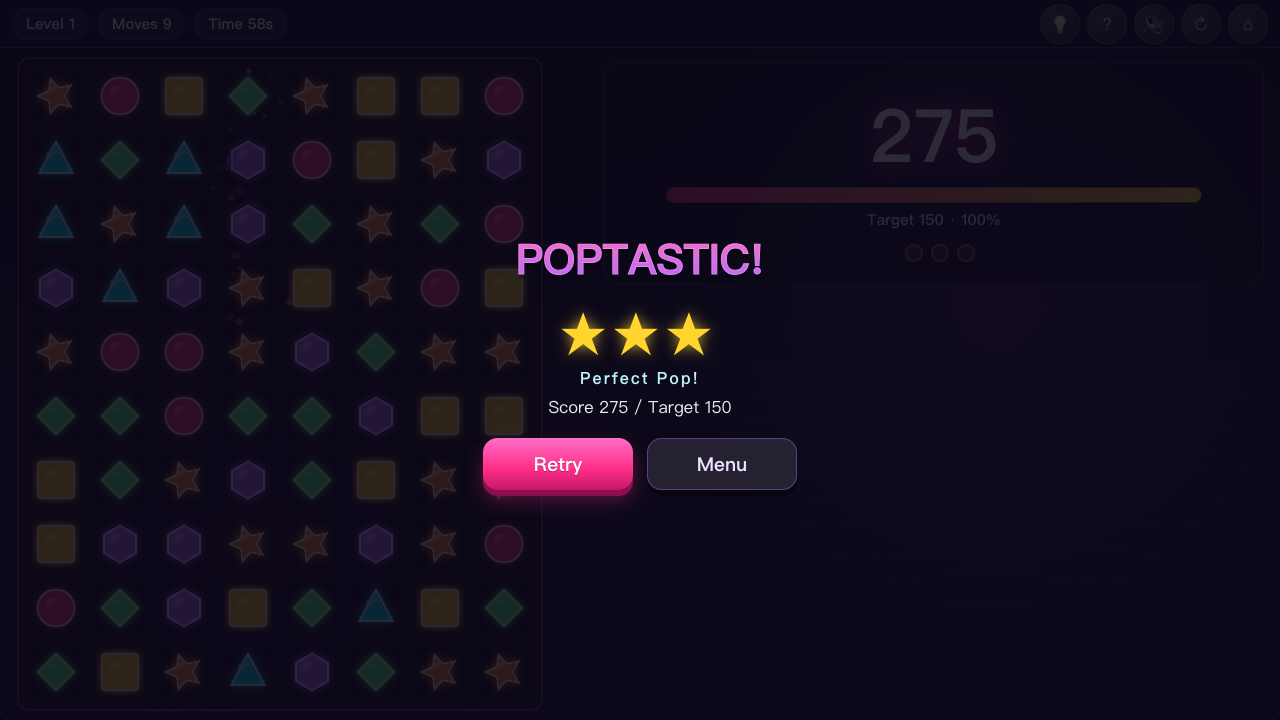 Level 1 Moves 9 Time 58s ?
275
Target 150 · 100%
POPTASTIC!
Perfect Pop!
Score 275 / Target 150
Retry Menu